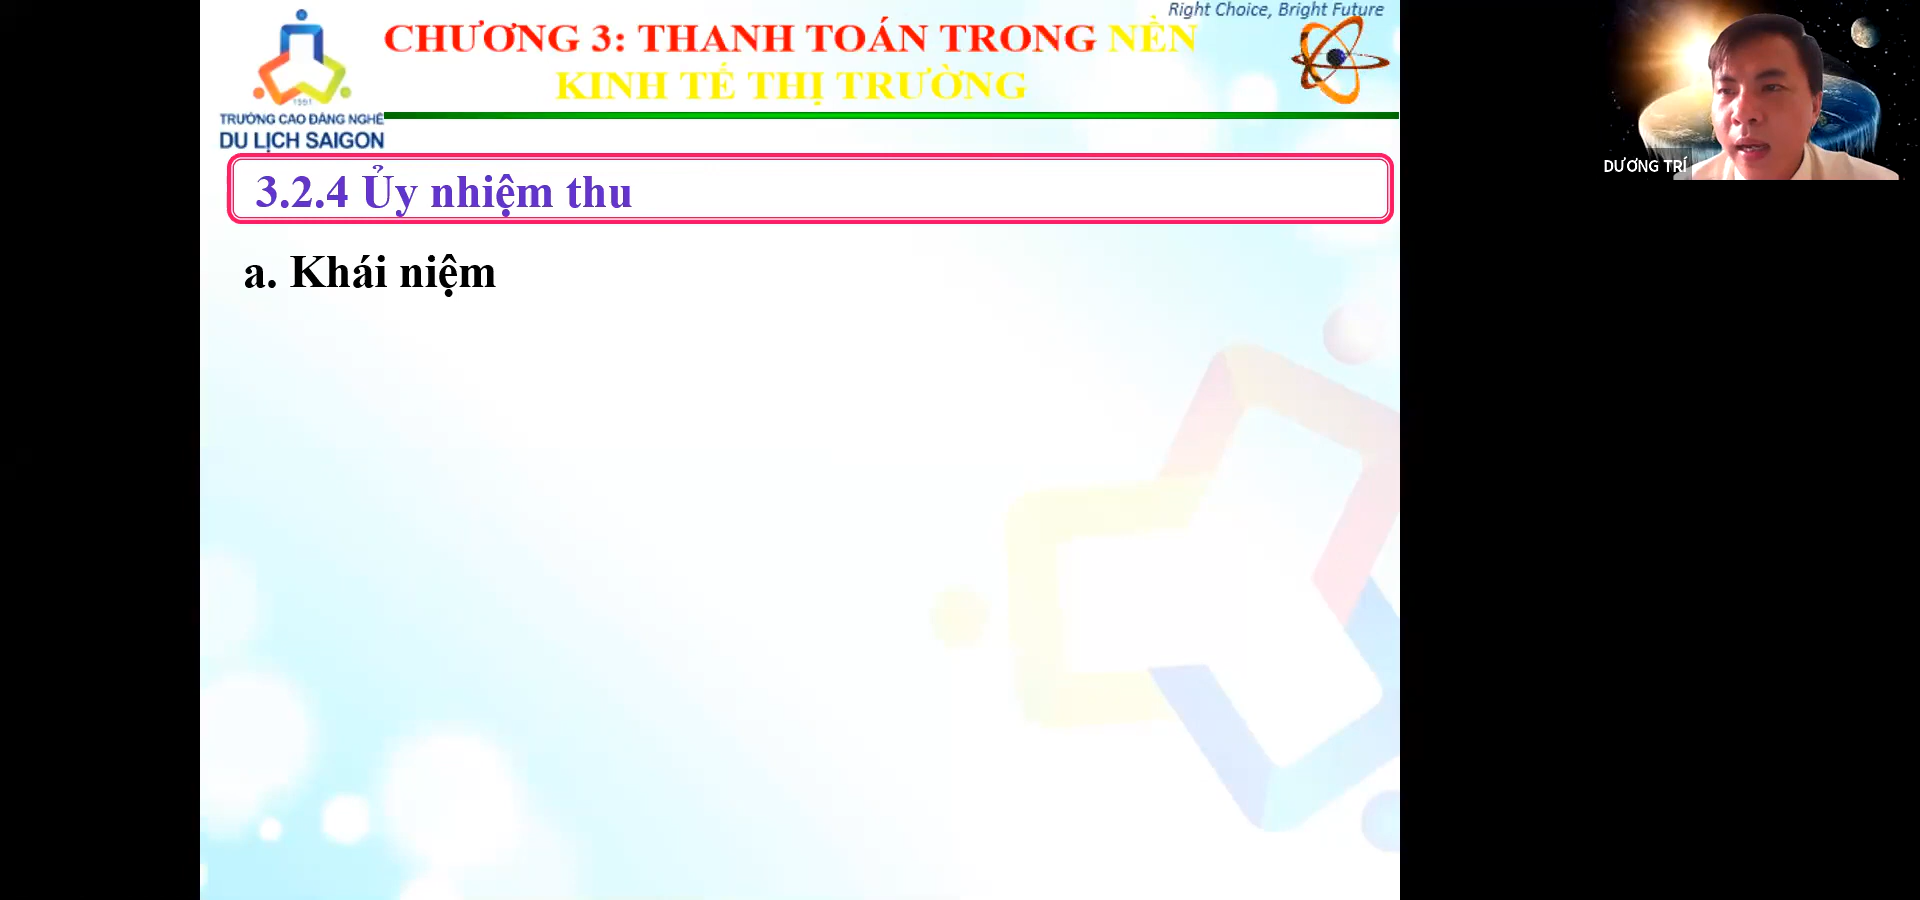 Right Choice, Bright Future
CHƯƠNG 3: THANH TOÁN TRONG NỀN
KINH TẾ THỊ TRƯỜNG
1991
TRƯỜNG CAO ĐẲNG NGHỀ
DU LỊCH SAIGON
3.2.4 Ủy nhiệm thu
a. Khái niệm
DƯƠNG TRÍ